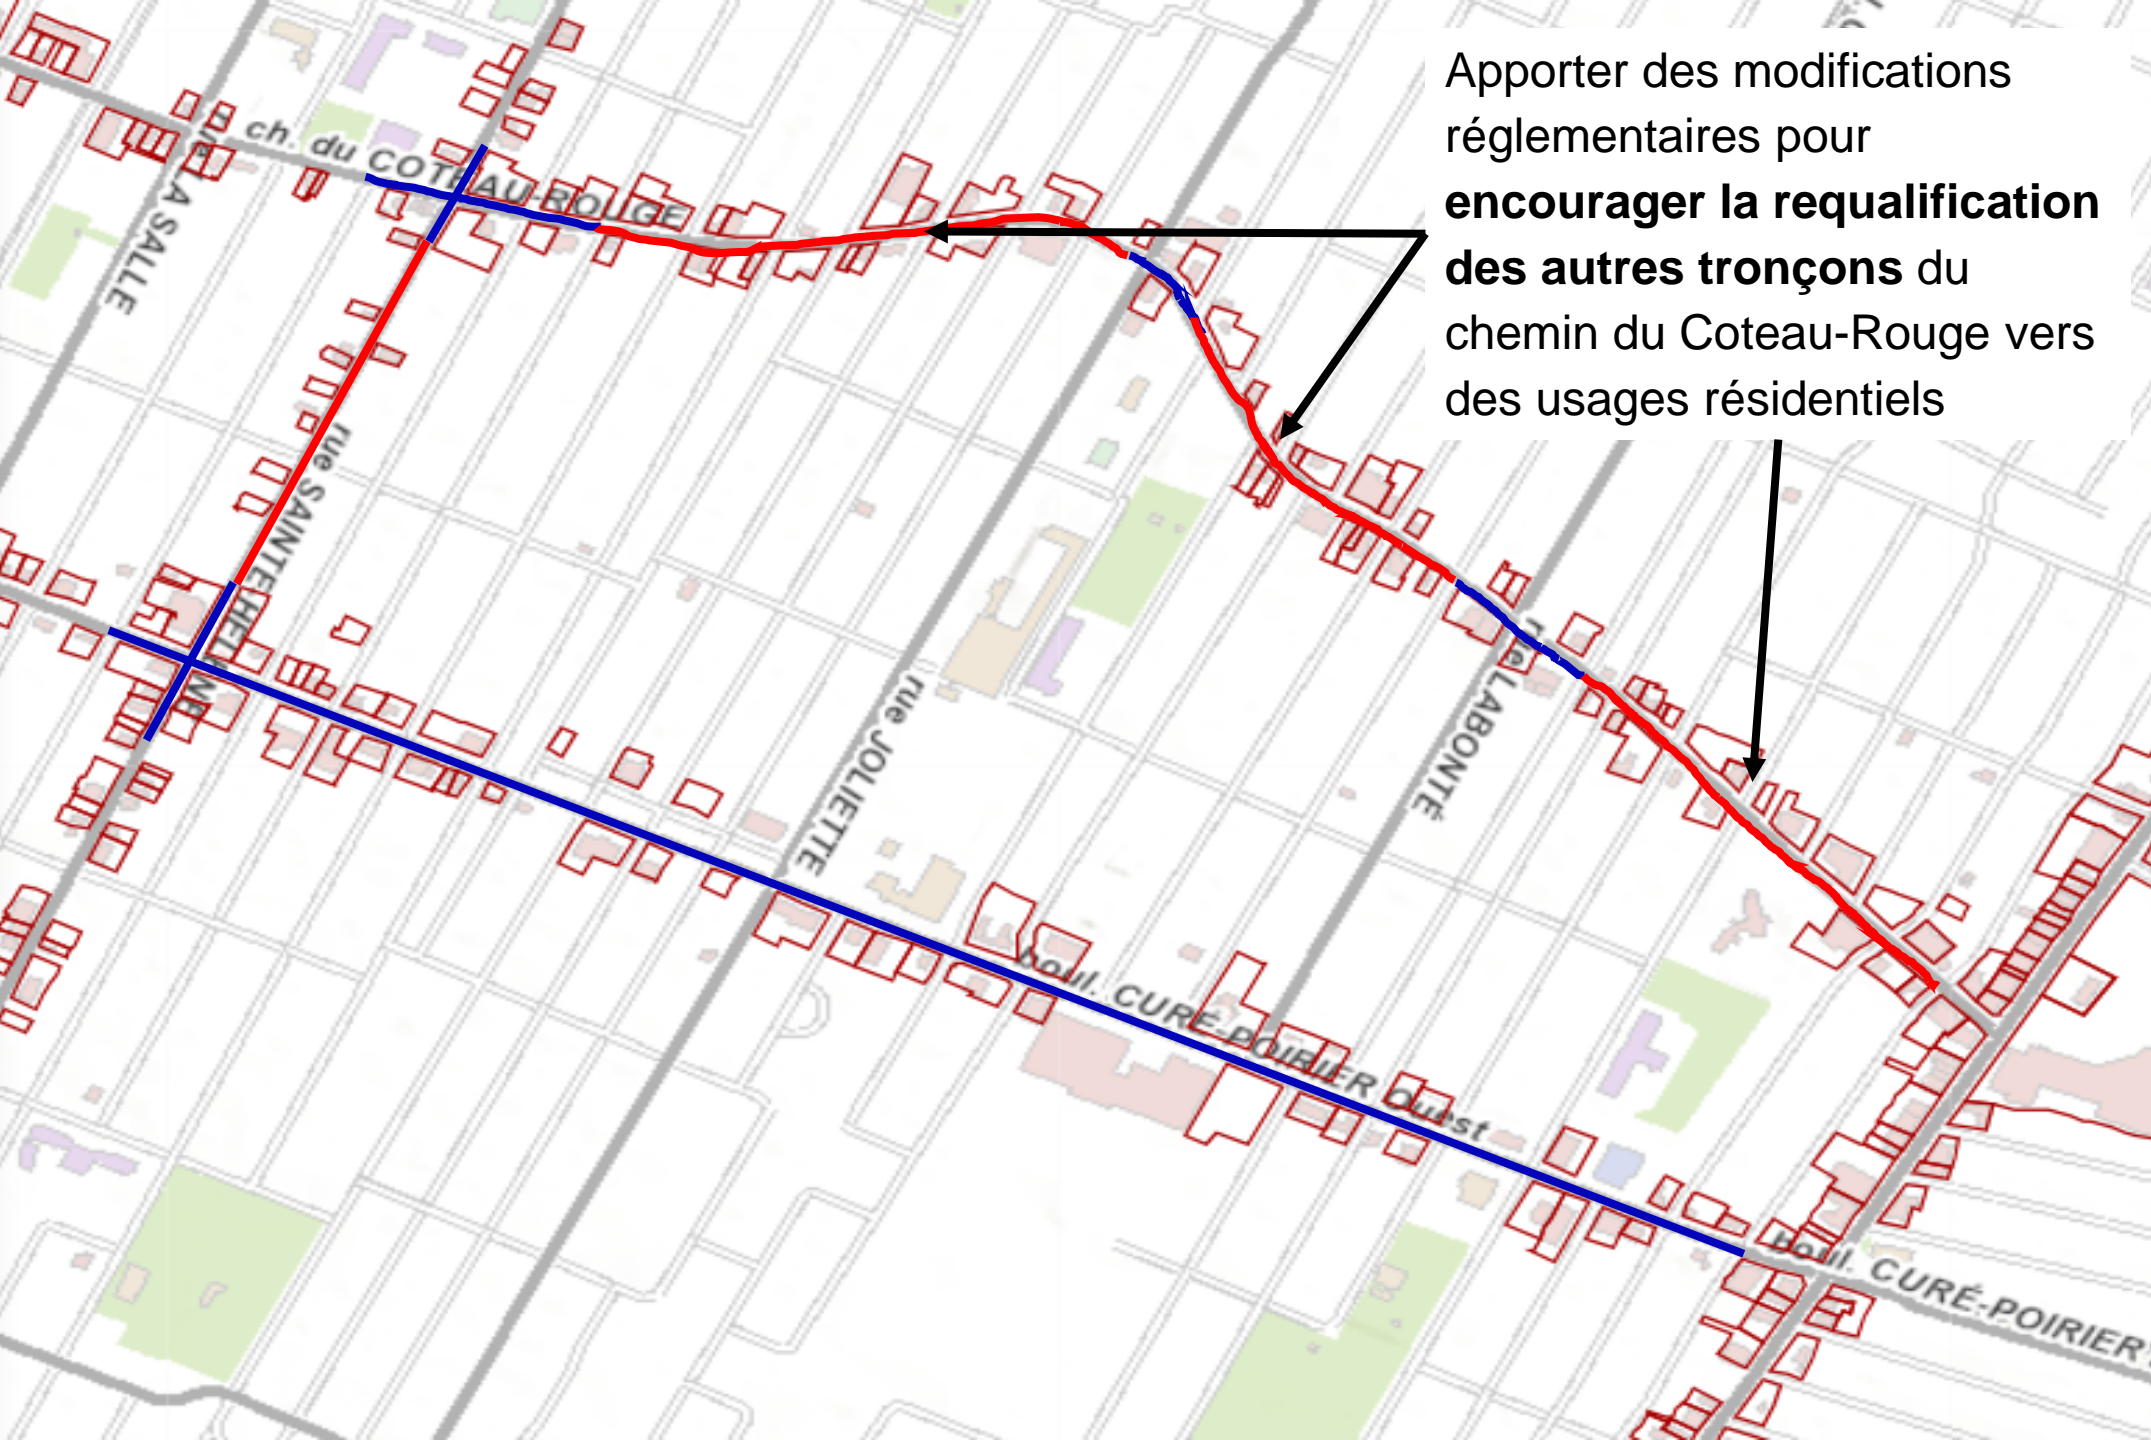 Apporter des modifications
réglementaires pour
encourager la requalification
des autres tronçons du
chemin du Coteau-Rouge vers
des usages résidentiels
ch. du COTEAU-ROUGE
LA SALLE
rue SAINTE-HÉLÈNE
rue JOLIETTE
rue LABONTÉ
boul. CURÉ-POIRIER Ouest
boul. CURÉ-POIRIER